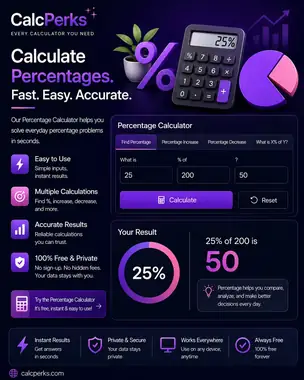 CalcPerks
EVERY CALCULATOR YOU NEED
25%
Calculate
Percentages.
Fast. Easy. Accurate.
Our Percentage Calculator helps you
solve everyday percentage problems
in seconds.
Easy to Use
Simple inputs,
instant results.
Multiple Calculations
Find %, increase, decrease,
and more.
Accurate Results
Reliable calculations
you can trust.
100% Free & Private
No sign-up. No hidden fees.
Your data stays with you.
Try the Percentage Calculator
It's free, instant & easy to use!
Percentage Calculator
Find Percentage Percentage Increase Percentage Decrease What is X% of Y?
What is % of ?
25 200 50
Calculate Reset
Your Result
25%
25% of 200 is
50
Percentage helps you compare,
analyze, and make better
decisions every day.
Instant Results
Get answers
in seconds
Private & Secure
Your data stays
private
Works Everywhere
Use on any device,
anytime
Always Free
100% free
forever
calcperks.com